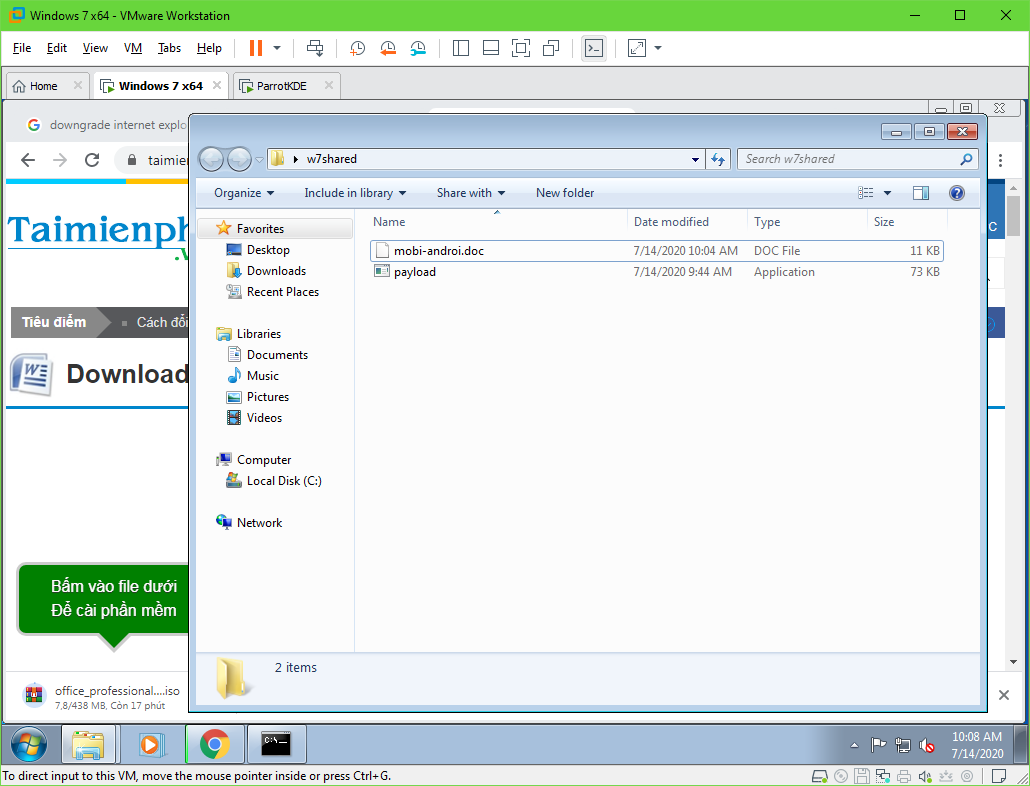 Windows 7 x64 - VMware Workstation
File Edit View VM Tabs Help
Home Windows 7 x64 ParrotKDE
downgrade internet explo
taimien
w7shared
Search w7shared
Organize Include in library Share with New folder
Taimienph
.v
Tiêu điểm
Cách đổi
Download
Bấm vào file dưới
Để cài phần mềm
Favorites
Desktop
Downloads
Recent Places
Libraries
Documents
Music
Pictures
Videos
Computer
Local Disk (C:)
Network
Name Date modified Type Size
mobi-androi.doc 7/14/2020 10:04 AM DOC File 11 KB
payload 7/14/2020 9:44 AM Application 73 KB
C
2 items
office_professional....iso
7,8/438 MB, Còn 17 phút
C:\_
10:08 AM
7/14/2020
To direct input to this VM, move the mouse pointer inside or press Ctrl+G.